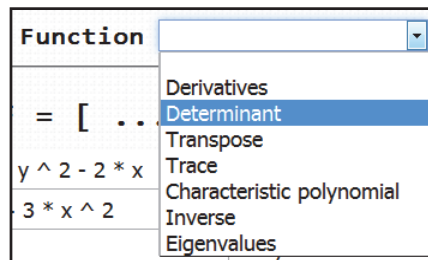 Function
Derivatives
= [ ...
Determinant
Transpose
y ^ 2 - 2 * x
Trace
Characteristic polynomial
3 * x ^ 2
Inverse
Eigenvalues